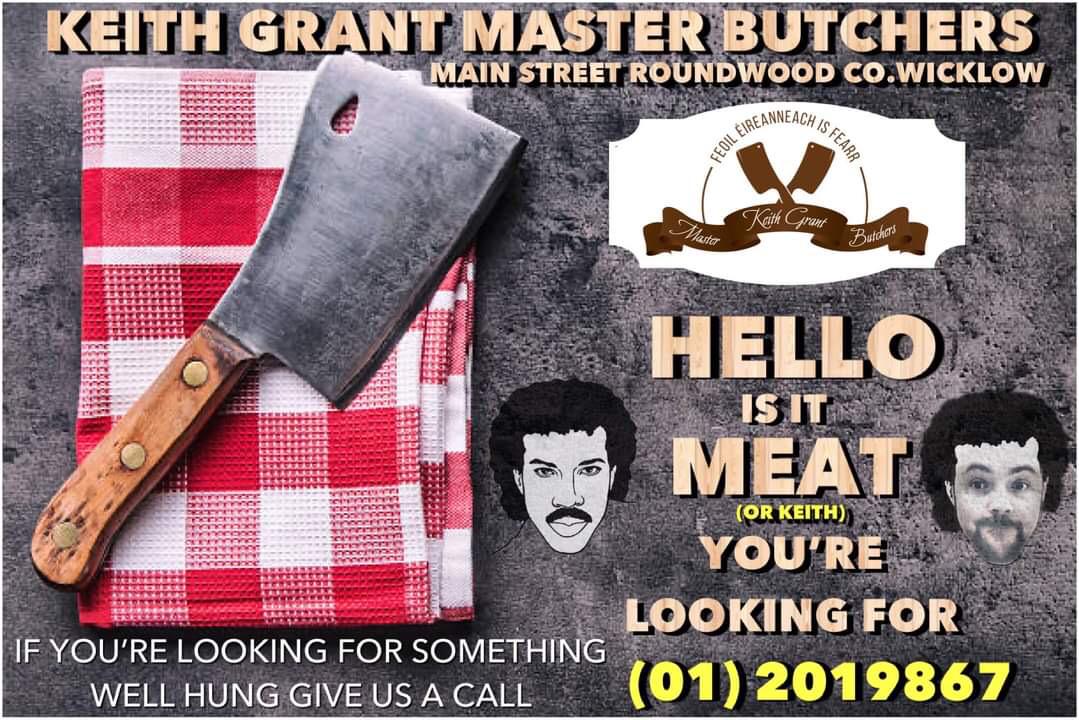 KEITH GRANT MASTER BUTCHERS
MAIN STREET ROUNDWOOD CO.WICKLOW
FEOIL ÉIREANNEACH IS FEARR
Master Keith Grant Butchers
HELLO
IS IT
MEAT
(OR KEITH)
YOU'RE
LOOKING FOR
(01) 2019867
IF YOU'RE LOOKING FOR SOMETHING
WELL HUNG GIVE US A CALL